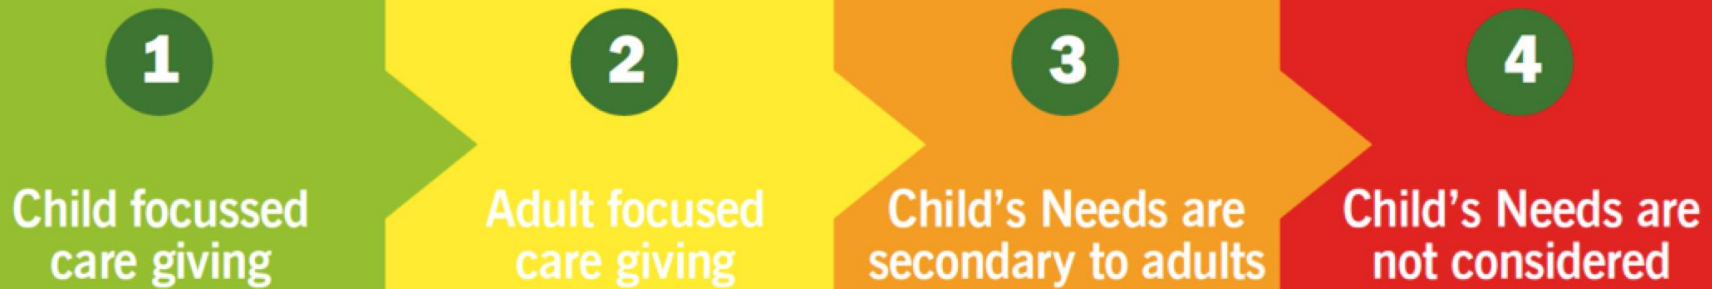 1
Child focussed
care giving
2
Adult focused
care giving
3
Child's Needs are
secondary to adults
4
Child's Needs are
not considered